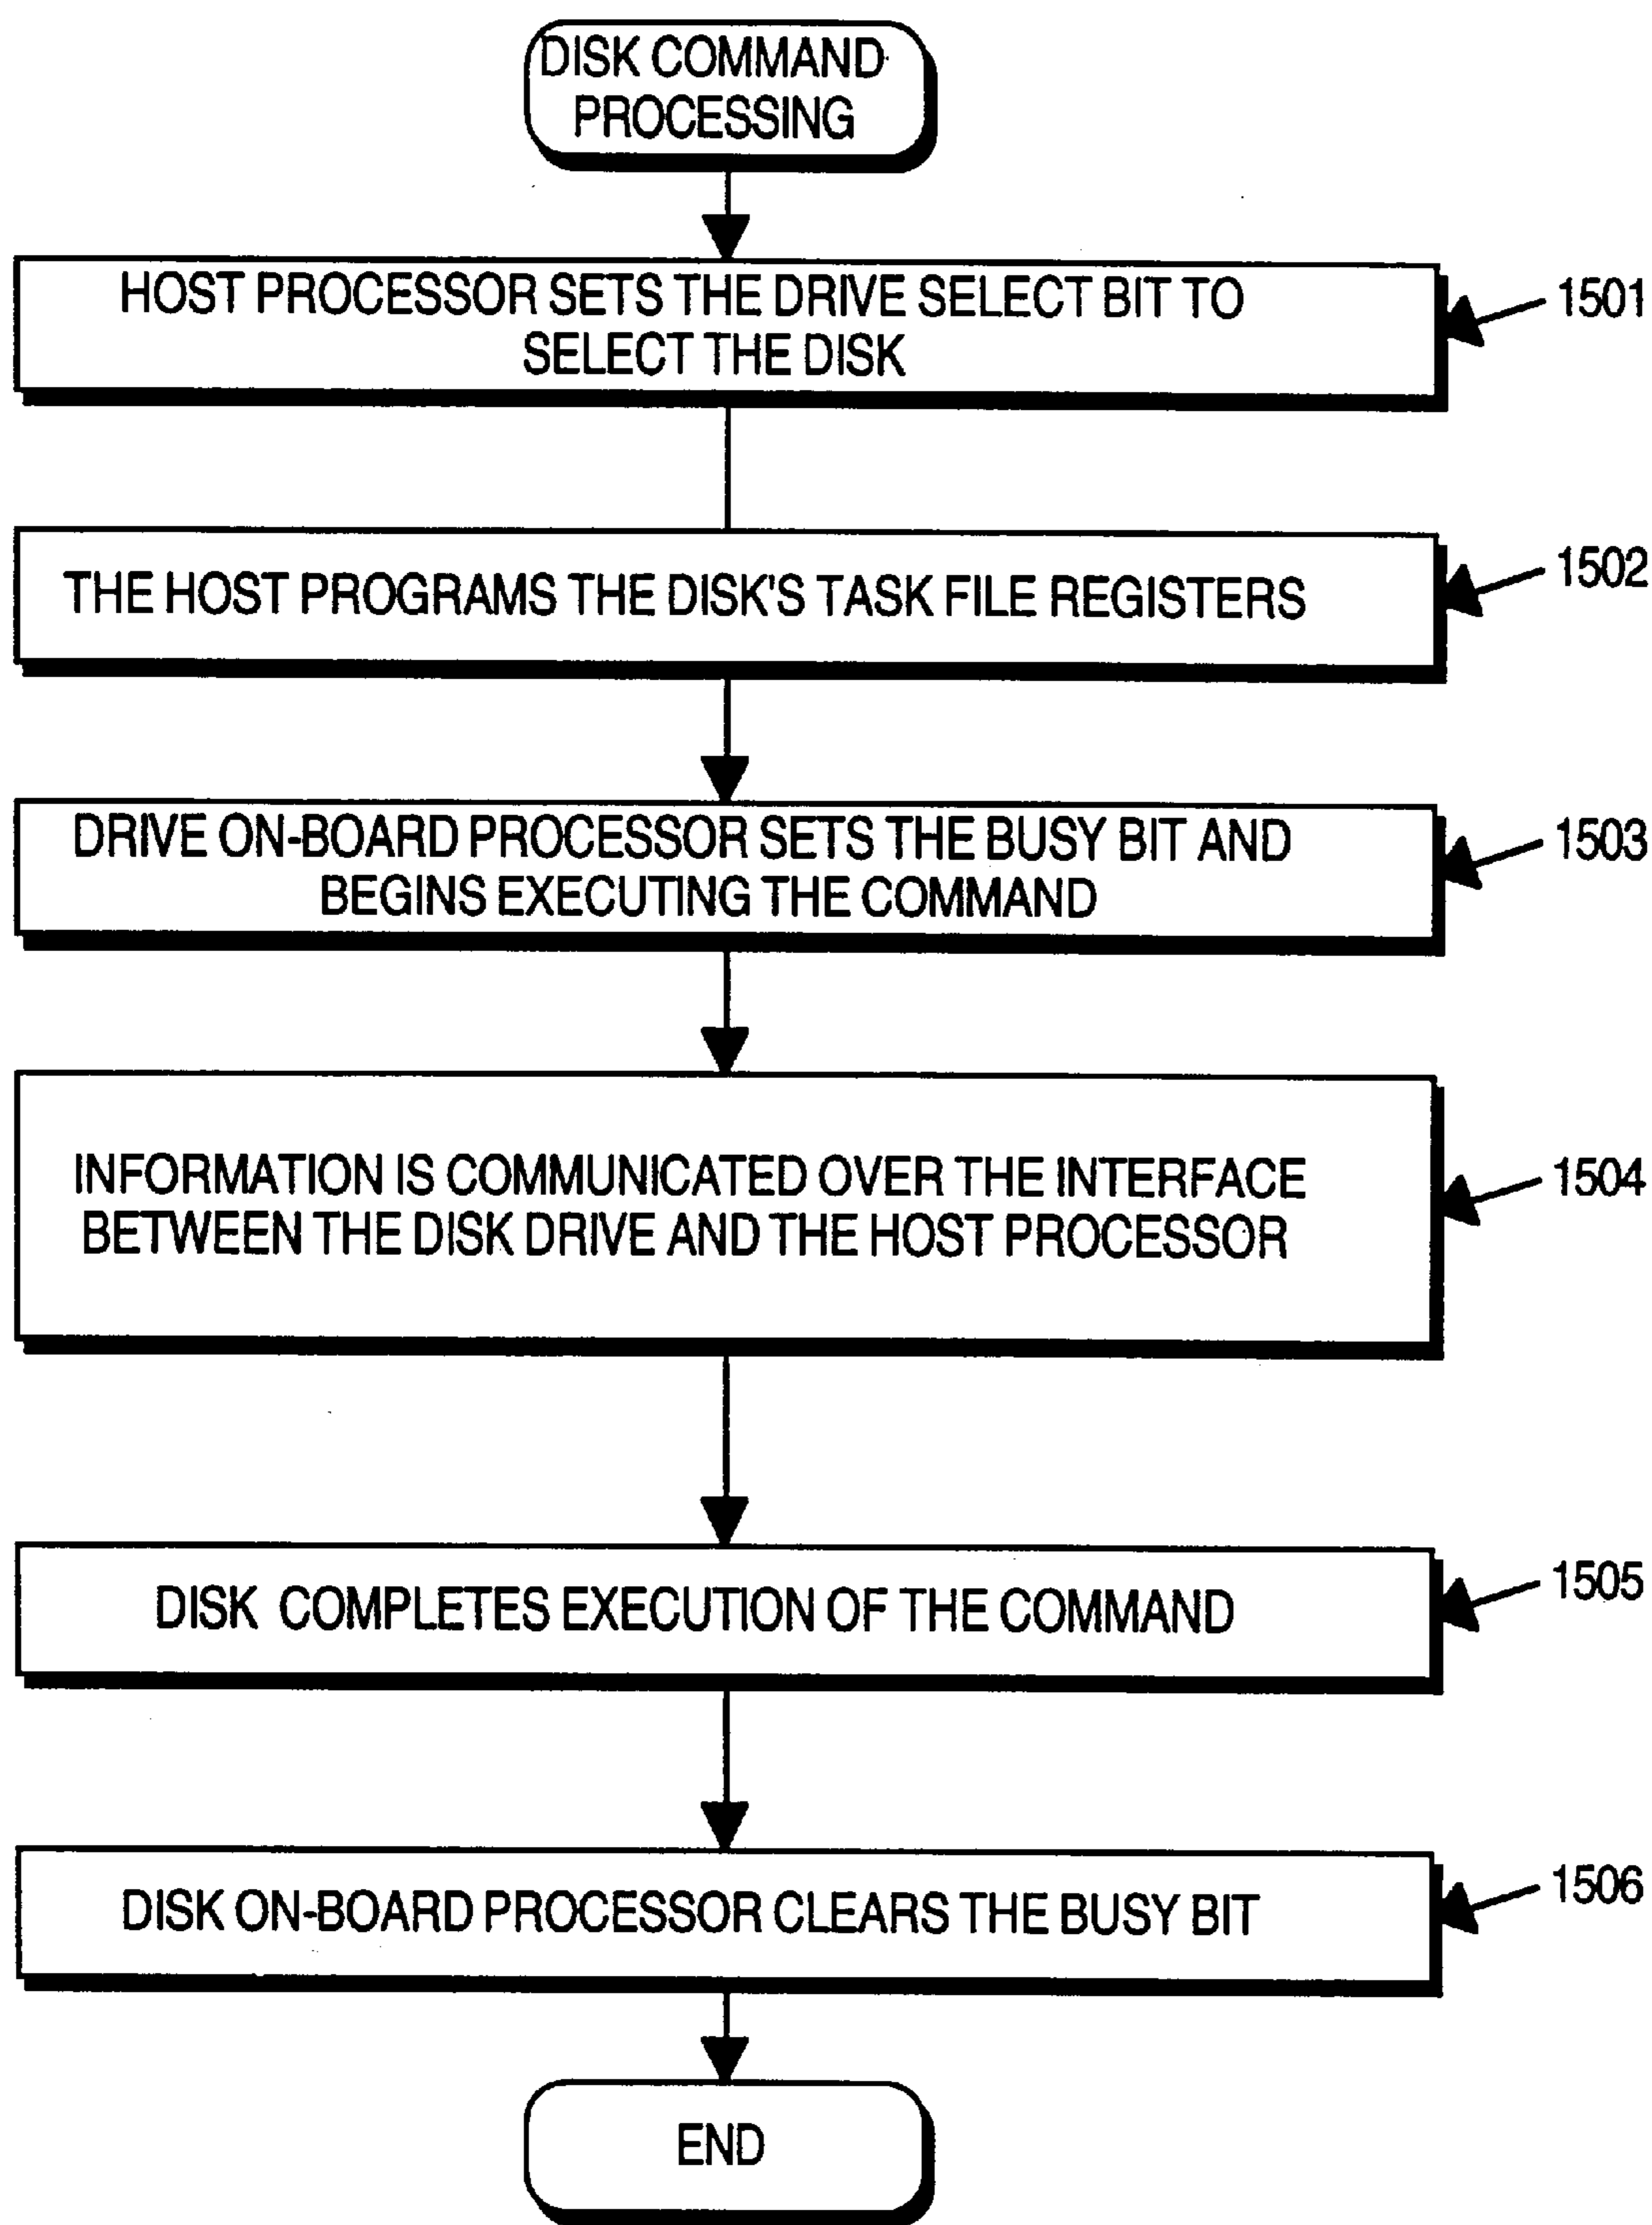 DISK COMMAND
PROCESSING
HOST PROCESSOR SETS THE DRIVE SELECT BIT TO
SELECT THE DISK
1501
THE HOST PROGRAMS THE DISK'S TASK FILE REGISTERS
1502
DRIVE ON-BOARD PROCESSOR SETS THE BUSY BIT AND
BEGINS EXECUTING THE COMMAND
1503
INFORMATION IS COMMUNICATED OVER THE INTERFACE
BETWEEN THE DISK DRIVE AND THE HOST PROCESSOR
1504
DISK COMPLETES EXECUTION OF THE COMMAND
1505
DISK ON-BOARD PROCESSOR CLEARS THE BUSY BIT
1506
END